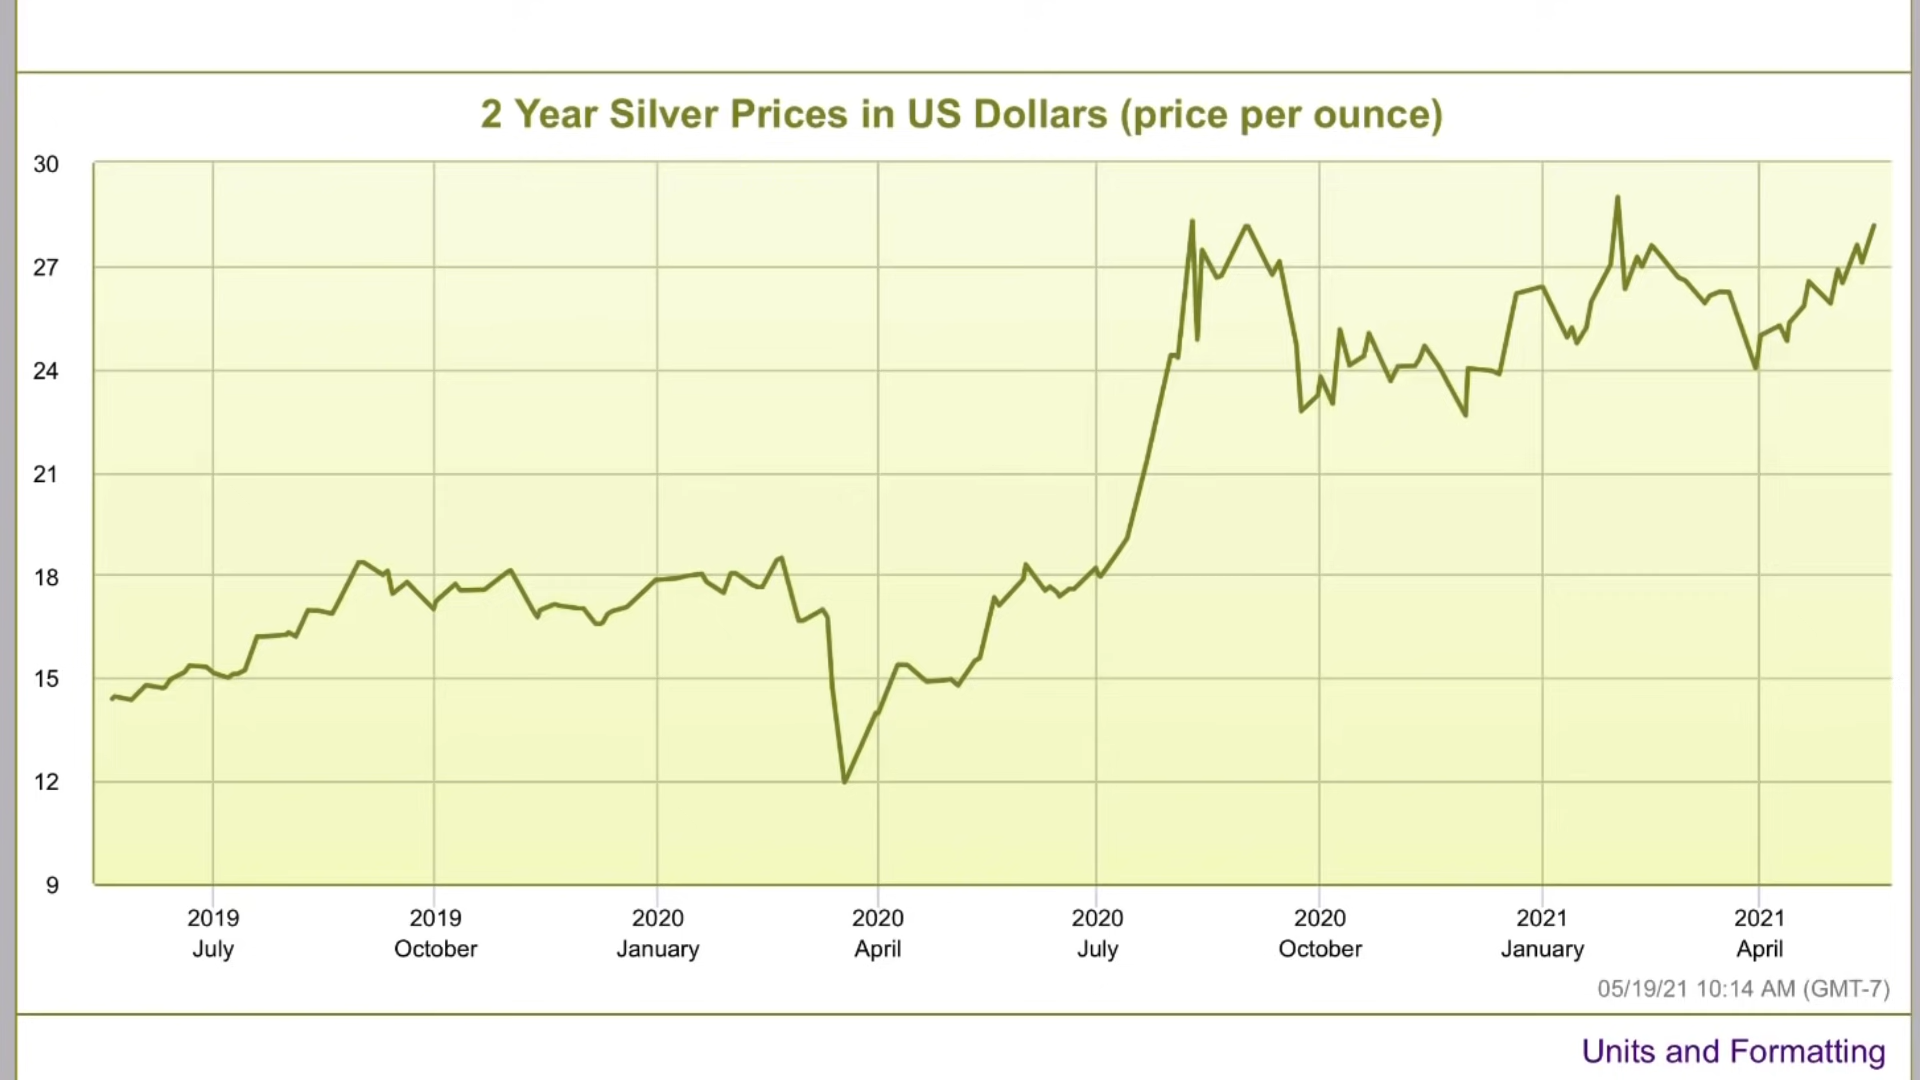 2 Year Silver Prices in US Dollars (price per ounce)
30
27
24
21
18
15
12
9
2019 2019 2020 2020 2020 2020 2021 2021
July October January April July October January April
05/19/21 10:14 AM (GMT-7)
Units and Formatting